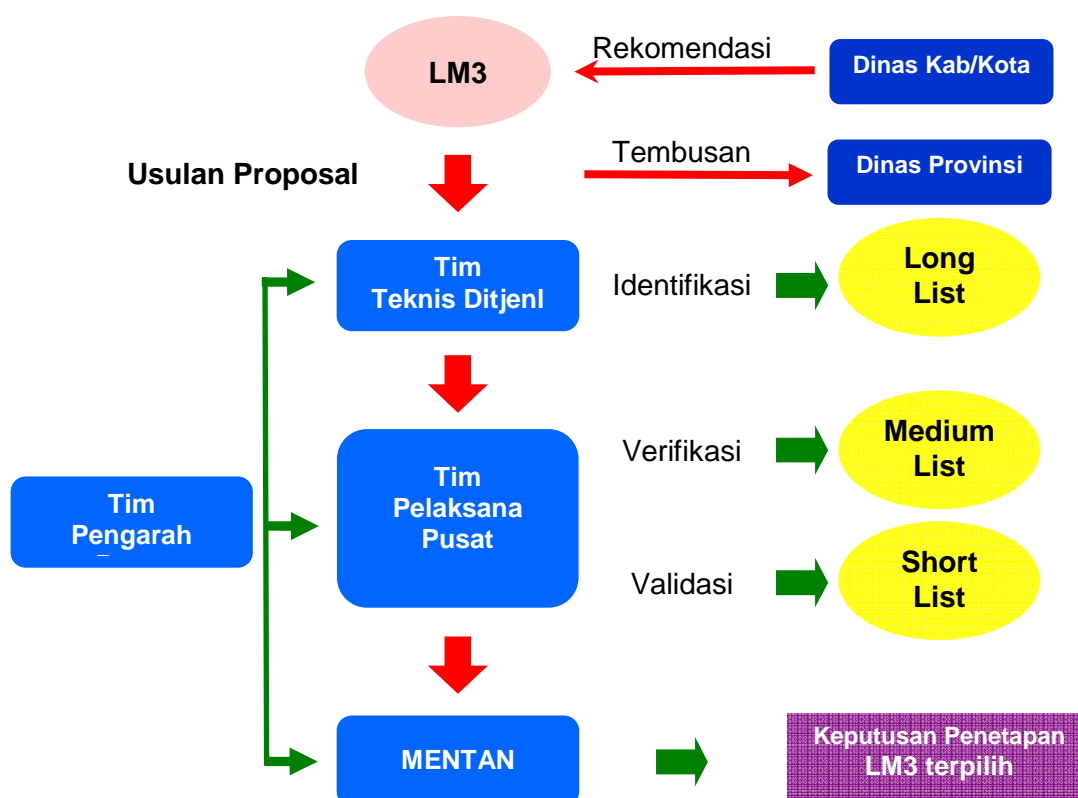 Rekomendasi
Dinas Kab/Kota
LM3
Tembusan
Dinas Provinsi
Usulan Proposal
Tim
Teknis Ditjenl
Identifikasi
Long
List
Tim
Pelaksana
Pusat
Verifikasi
Medium
List
Tim
Pengarah
Validasi
Short
List
MENTAN
Keputusan Penetapan
LM3 terpilih